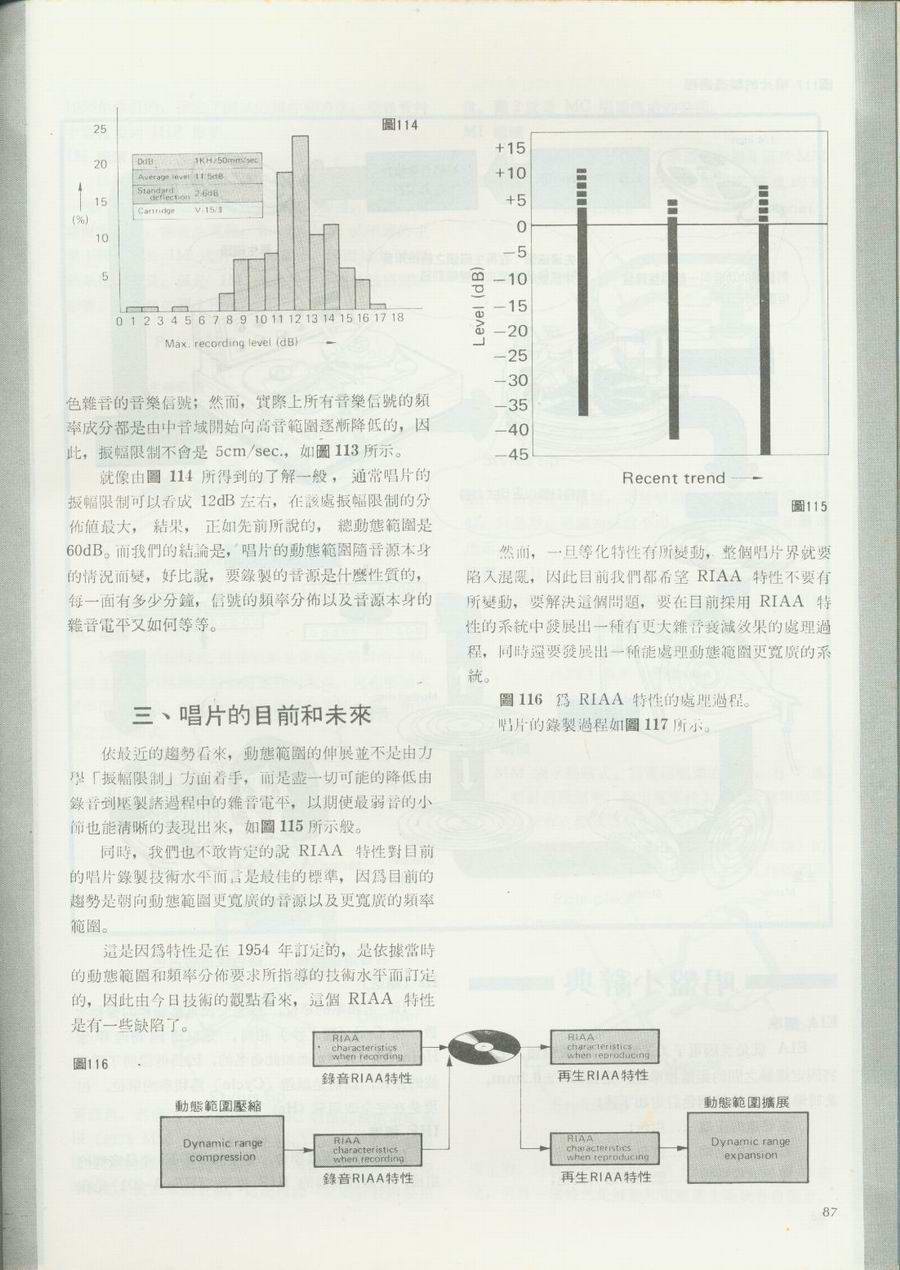 圖114
25
20
15
10
5
(%)
0dB 1KHz50mm/sec
Average level 11.5dB
Standard deflection 2.6dB
Cartridge V-15/Ⅱ
0 1 2 3 4 5 6 7 8 9 10 11 12 13 14 15 16 17 18
Max. recording level (dB)
色雜音的音樂信號；然而，實際上所有音樂信號的頻
率成分都是由中音域開始向高音範圍逐漸降低的，因
此，振幅限制不會是 5cm/sec.，如圖 113 所示。
就像由圖 114 所得到的了解一般，通常唱片的
振幅限制可以看成 12dB 左右，在該處振幅限制的分
佈値最大，結果，正如先前所說的，總動態範圍是
60dB。而我們的結論是，唱片的動態範圍隨音源本身
的情況而變，好比說，要錄製的音源是什麼性質的，
每一面有多少分鐘，信號的頻率分佈以及音源本身的
雜音電平又如何等等。
三、唱片的目前和未來
依最近的趨勢看來，動態範圍的伸展並不是由力
學「振幅限制」方面着手，而是盡一切可能的降低由
錄音到壓製諸過程中的雜音電平，以期使最弱音的小
節也能清晰的表現出來，如圖 115 所示般。
同時，我們也不敢肯定的說 RIAA 特性對目前
的唱片錄製技術水平而言是最佳的標準，因爲目前的
趨勢是朝向動態範圍更寬廣的音源以及更寬廣的頻率
範圍。
這是因爲特性是在 1954 年訂定的，是依據當時
的動態範圍和頻率分佈要求所指導的技術水平面訂定
的，因此由今日技術的觀點看來，這個 RIAA 特性
是有一些缺陷了。
+15
+10
+5
0
−5
−10
−15
−20
−25
−30
−35
−40
−45
Level (dB)
Recent trend
圖115
然而，一旦等化特性有所變動，整個唱片界就要
陷入混亂，因此目前我們都希望 RIAA 特性不要有
所變動，要解決這個問題，要在目前採用 RIAA 特
性的系統中發展出一種有更大雜音衰減效果的處理過
程，同時還要發展出一種能處理動態範圍更寬廣的系
統。
圖 116 爲 RIAA 特性的處理過程。
唱片的錄製過程如圖 117 所示。
圖116
RIAA
characteristics
when recording
錄音RIAA特性
RIAA
characteristics
when reproducing
再生RIAA特性
動態範圍壓縮
Dynamic range
compression
RIAA
characteristics
when recording
錄音RIAA特性
RIAA
characteristics
when reproducing
再生RIAA特性
動態範圍擴展
Dynamic range
expansion
87